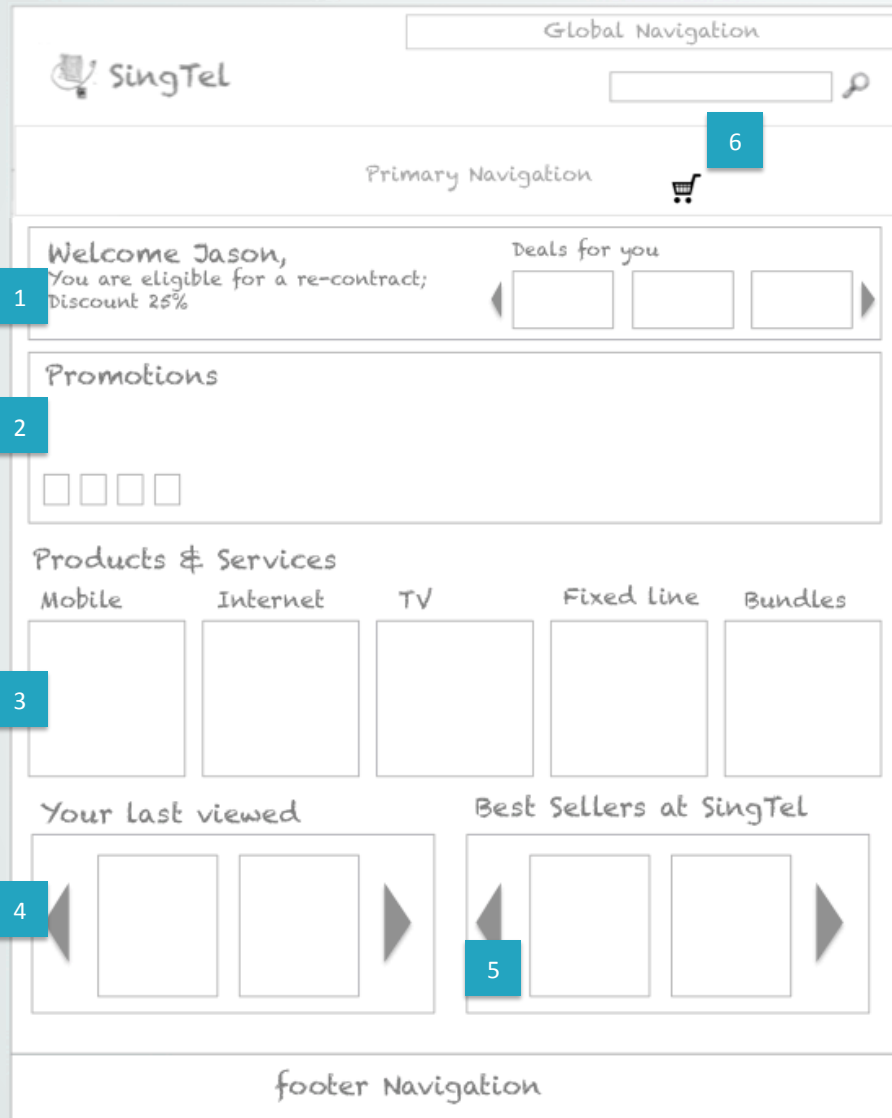 Global Navigation
SingTel
6
Primary Navigation
Welcome Jason,
You are eligible for a re-contract;
Discount 25%
Deals for you
1
Promotions
2
Products & Services
Mobile Internet TV Fixed line Bundles
3
Your last viewed
Best Sellers at SingTel
4
5
footer Navigation